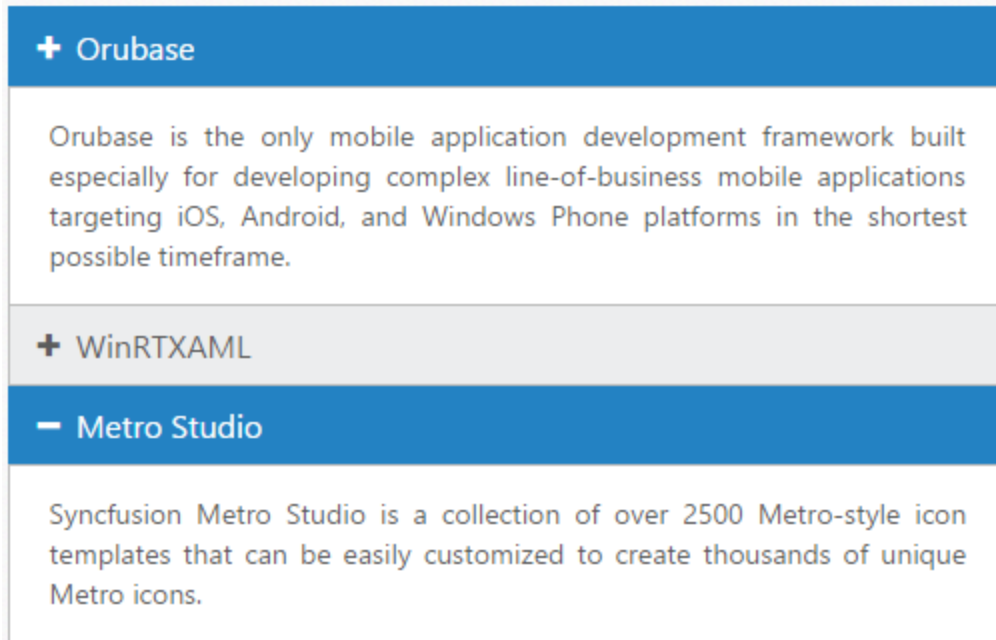 Orubase
Orubase is the only mobile application development framework built
especially for developing complex line-of-business mobile applications
targeting iOS, Android, and Windows Phone platforms in the shortest
possible timeframe.
WinRTXAML
Metro Studio
Syncfusion Metro Studio is a collection of over 2500 Metro-style icon
templates that can be easily customized to create thousands of unique
Metro icons.